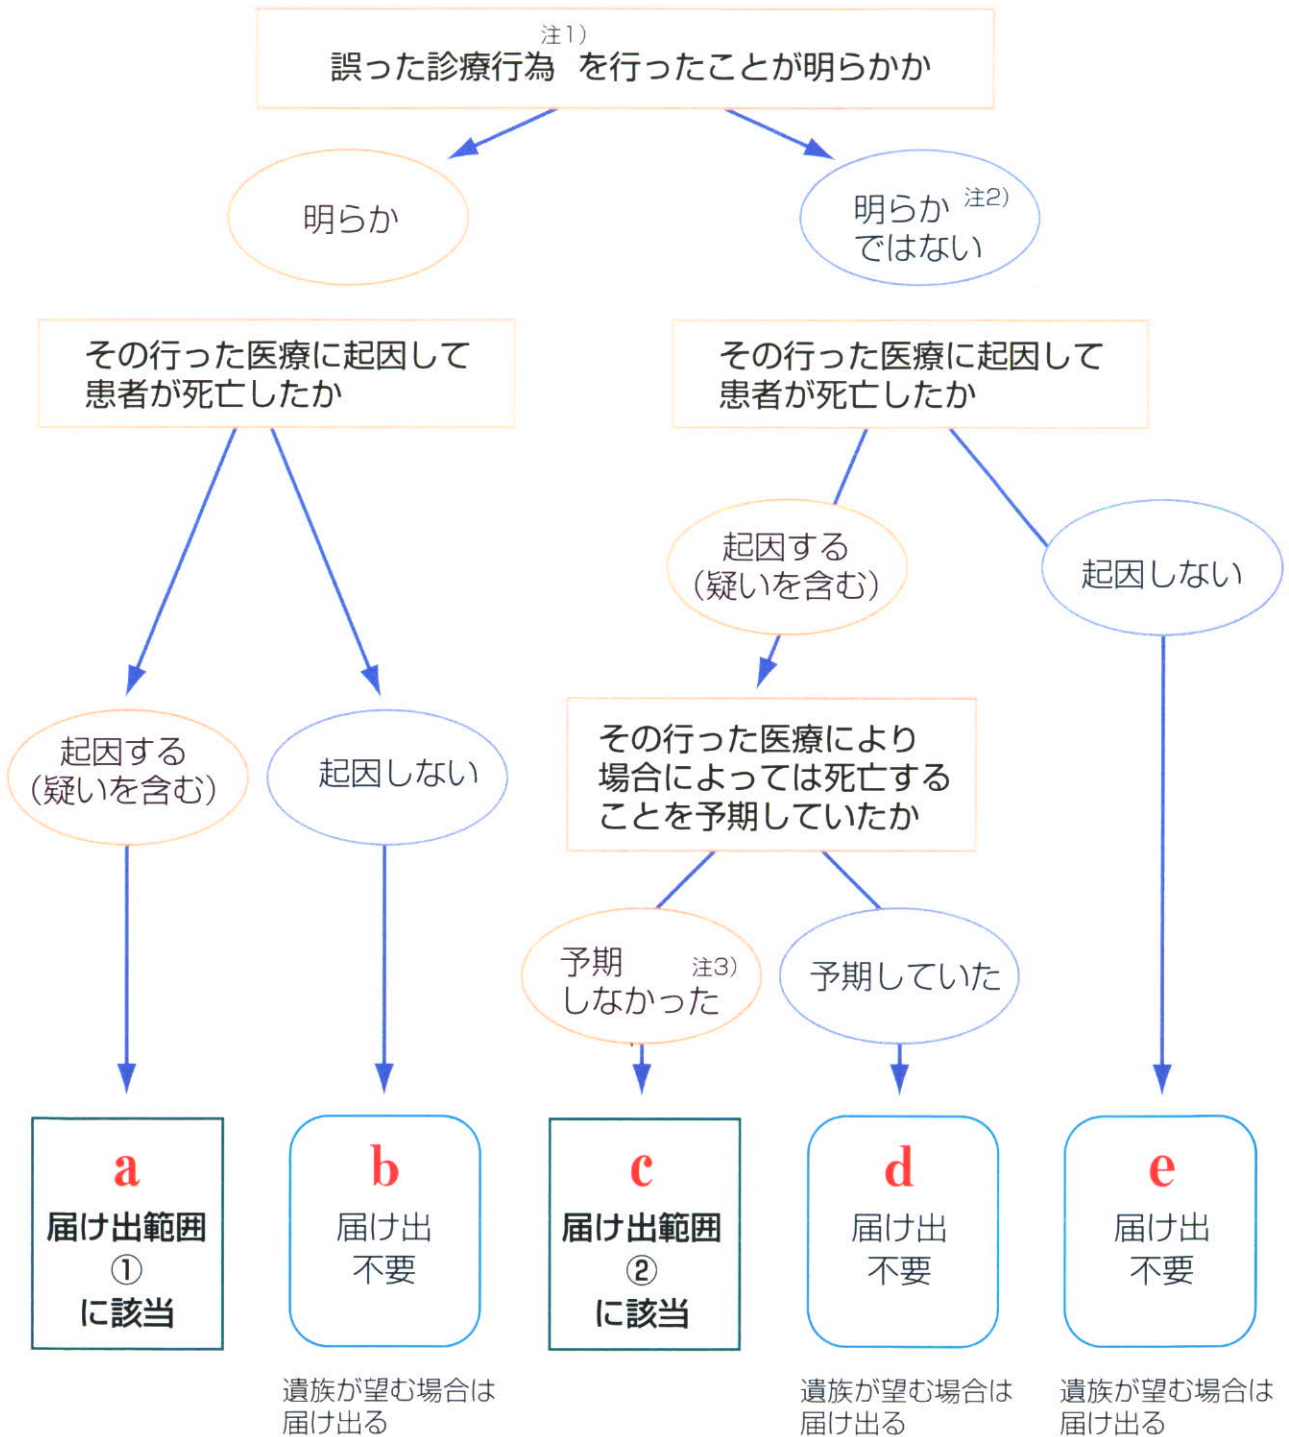 注1)
誤った診療行為 を行ったことが明らかか
明らか
明らか 注2)
ではない
その行った医療に起因して
患者が死亡したか
その行った医療に起因して
患者が死亡したか
起因する
(疑いを含む)
起因しない
起因する
(疑いを含む)
起因しない
その行った医療により
場合によっては死亡する
ことを予期していたか
予期 注3)
しなかった
予期していた
a
届け出範囲
①
に該当
b
届け出
不要
c
届け出範囲
②
に該当
d
届け出
不要
e
届け出
不要
遺族が望む場合は
届け出る
遺族が望む場合は
届け出る
遺族が望む場合は
届け出る